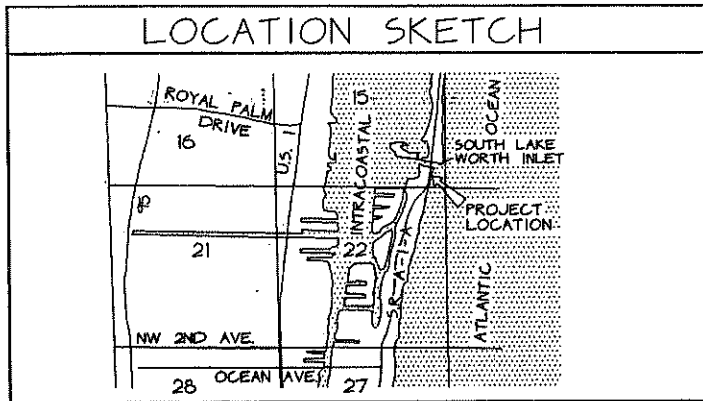 LOCATION SKETCH
ROYAL PALM
DRIVE
16
U.S. 1
15
INTRACOASTAL
OCEAN
SOUTH LAKE
WORTH INLET
PROJECT
LOCATION
21
22
SR-A-1-A
ATLANTIC
NW 2ND AVE.
OCEAN AVE.
28
27